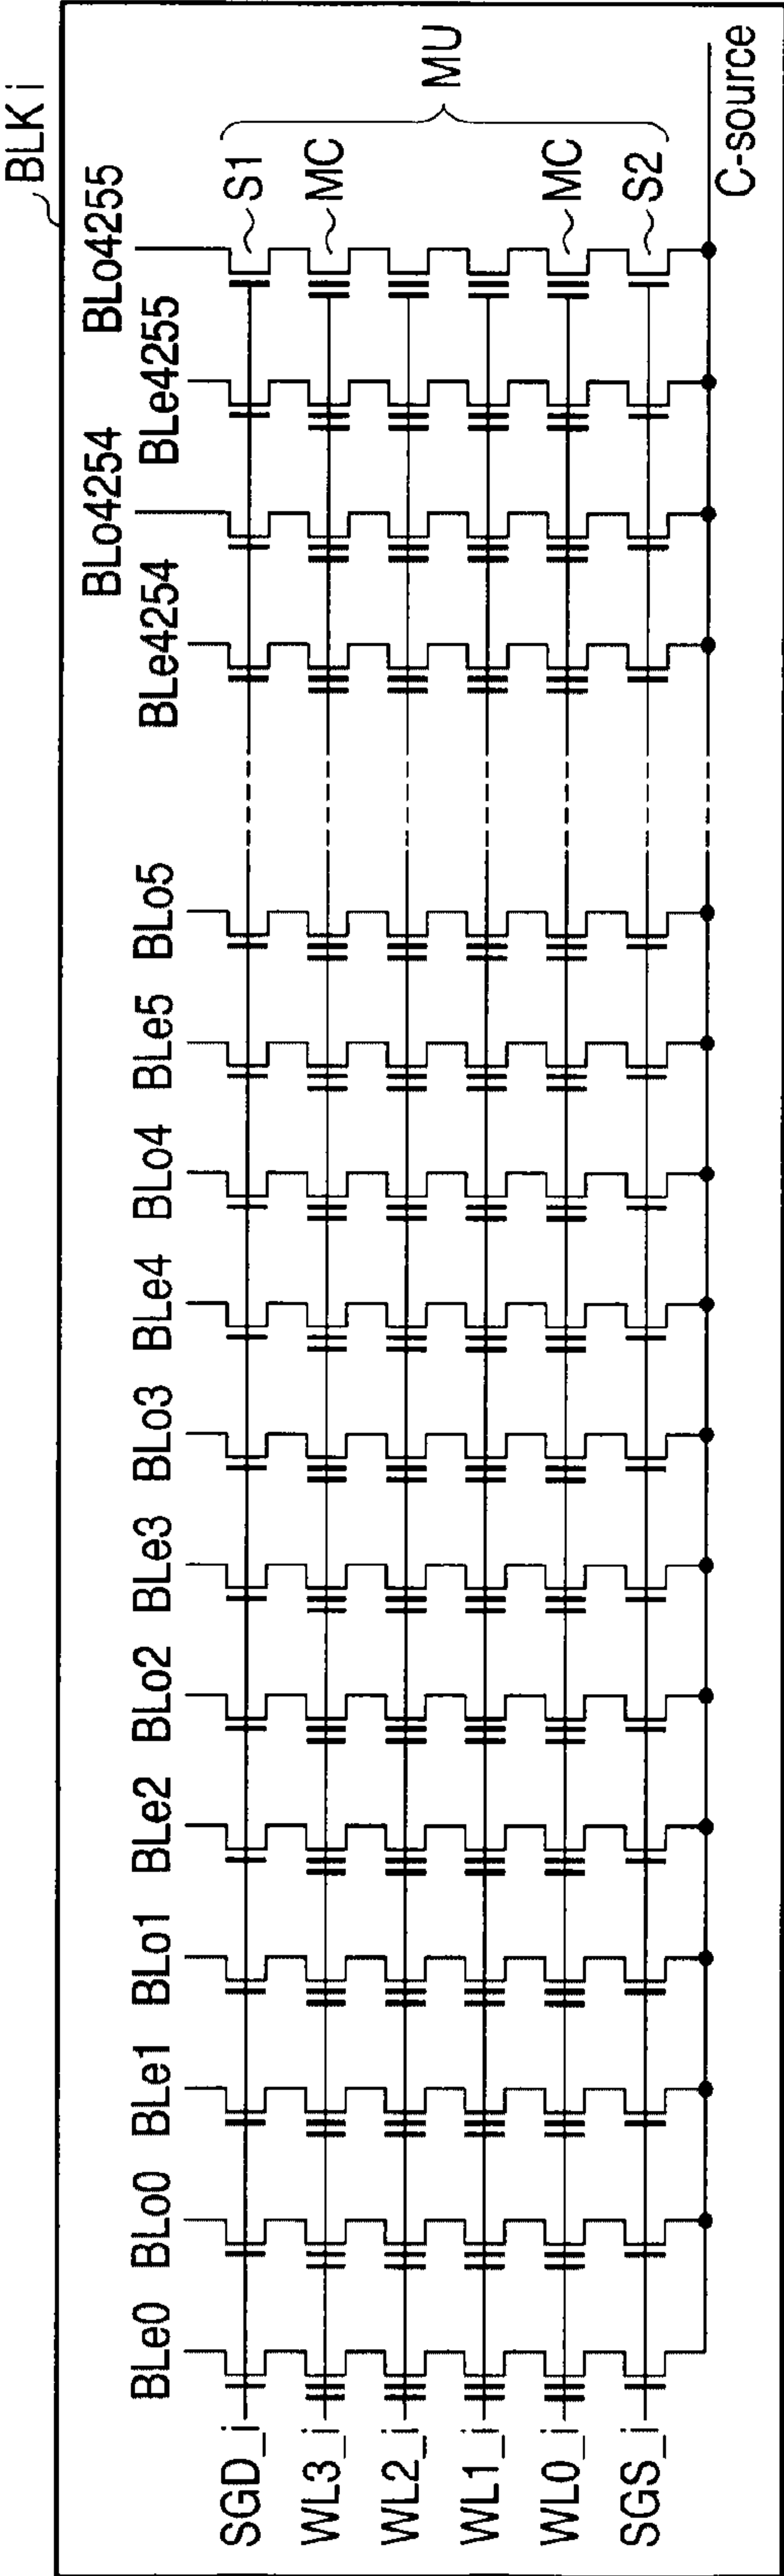 BLK i
BLe0 BLo0 BLe1 BLo1 BLe2 BLo2 BLe3 BLo3 BLe4 BLo4 BLe5 BLo5 BLe4254 BLo4254 BLe4255 BLo4255
SGD_i
S1
WL3_i
MC
WL2_i
MU
WL1_i
WL0_i
MC
SGS_i
S2
C-source